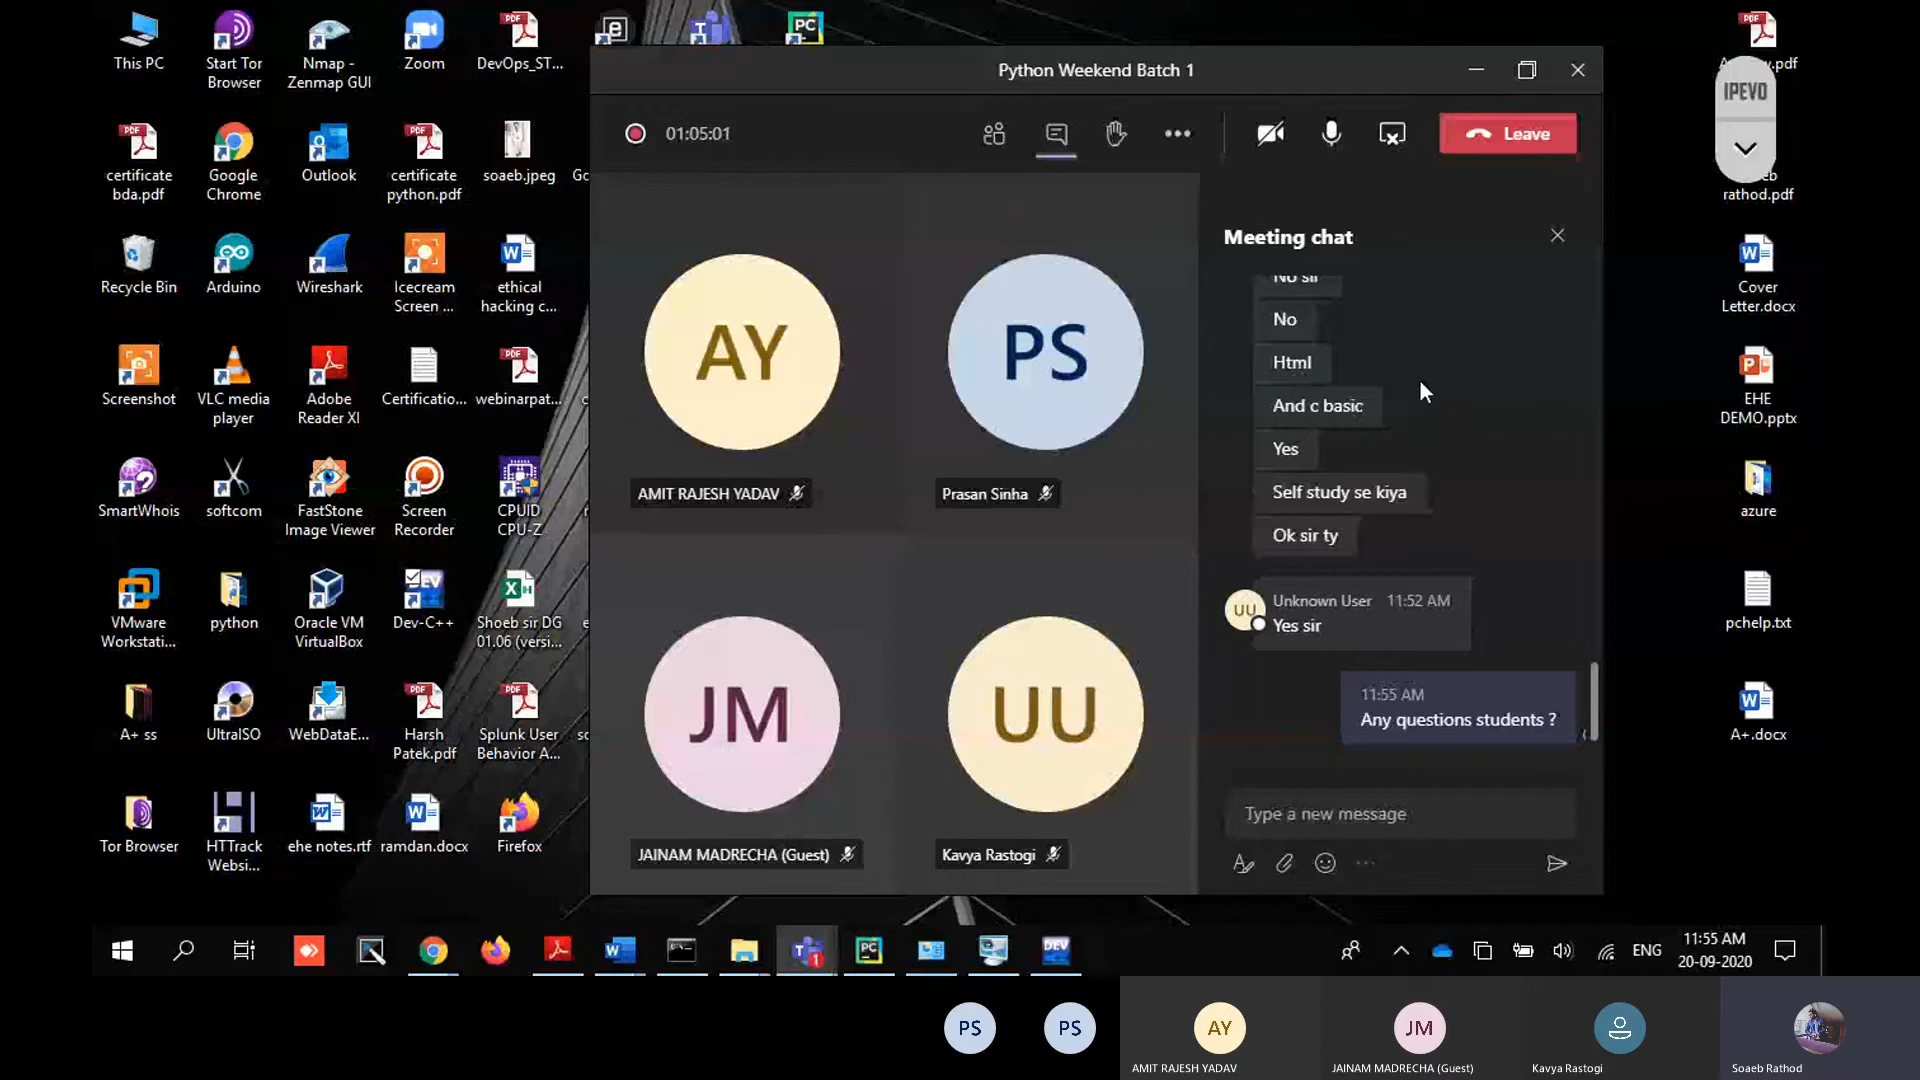 This PC
Start Tor
Browser
Nmap -
Zenmap GUI
Zoom
DevOps_ST...
certificate
bda.pdf
Google
Chrome
Outlook
certificate
python.pdf
soaeb.jpeg
Recycle Bin
Arduino
Wireshark
Icecream
Screen ...
ethical
hacking c...
Screenshot
VLC media
player
Adobe
Reader XI
Certificatio...
webinarpat...
SmartWhois
softcom
FastStone
Image Viewer
Screen
Recorder
CPUID
CPU-Z
VMware
Workstati...
python
Oracle VM
VirtualBox
Dev-C++
Shoeb sir DG
01.06 (versi...
A+ ss
UltraISO
WebDataE...
Harsh
Patek.pdf
Splunk User
Behavior A...
Tor Browser
HTTrack
Websi...
ehe notes.rtf
ramdan.docx
Firefox
Python Weekend Batch 1
01:05:01
Leave
AY
AMIT RAJESH YADAV
PS
Prasan Sinha
JM
JAINAM MADRECHA (Guest)
UU
Kavya Rastogi
Meeting chat
No sir
No
Html
And c basic
Yes
Self study se kiya
Ok sir ty
UU
Unknown User 11:52 AM
Yes sir
11:55 AM
Any questions students ?
Type a new message
IPEVO
rathod.pdf
Cover
Letter.docx
EHE
DEMO.pptx
azure
pchelp.txt
A+.docx
ENG
11:55 AM
20-09-2020
PS
PS
AY
AMIT RAJESH YADAV
JM
JAINAM MADRECHA (Guest)
Kavya Rastogi
Soaeb Rathod